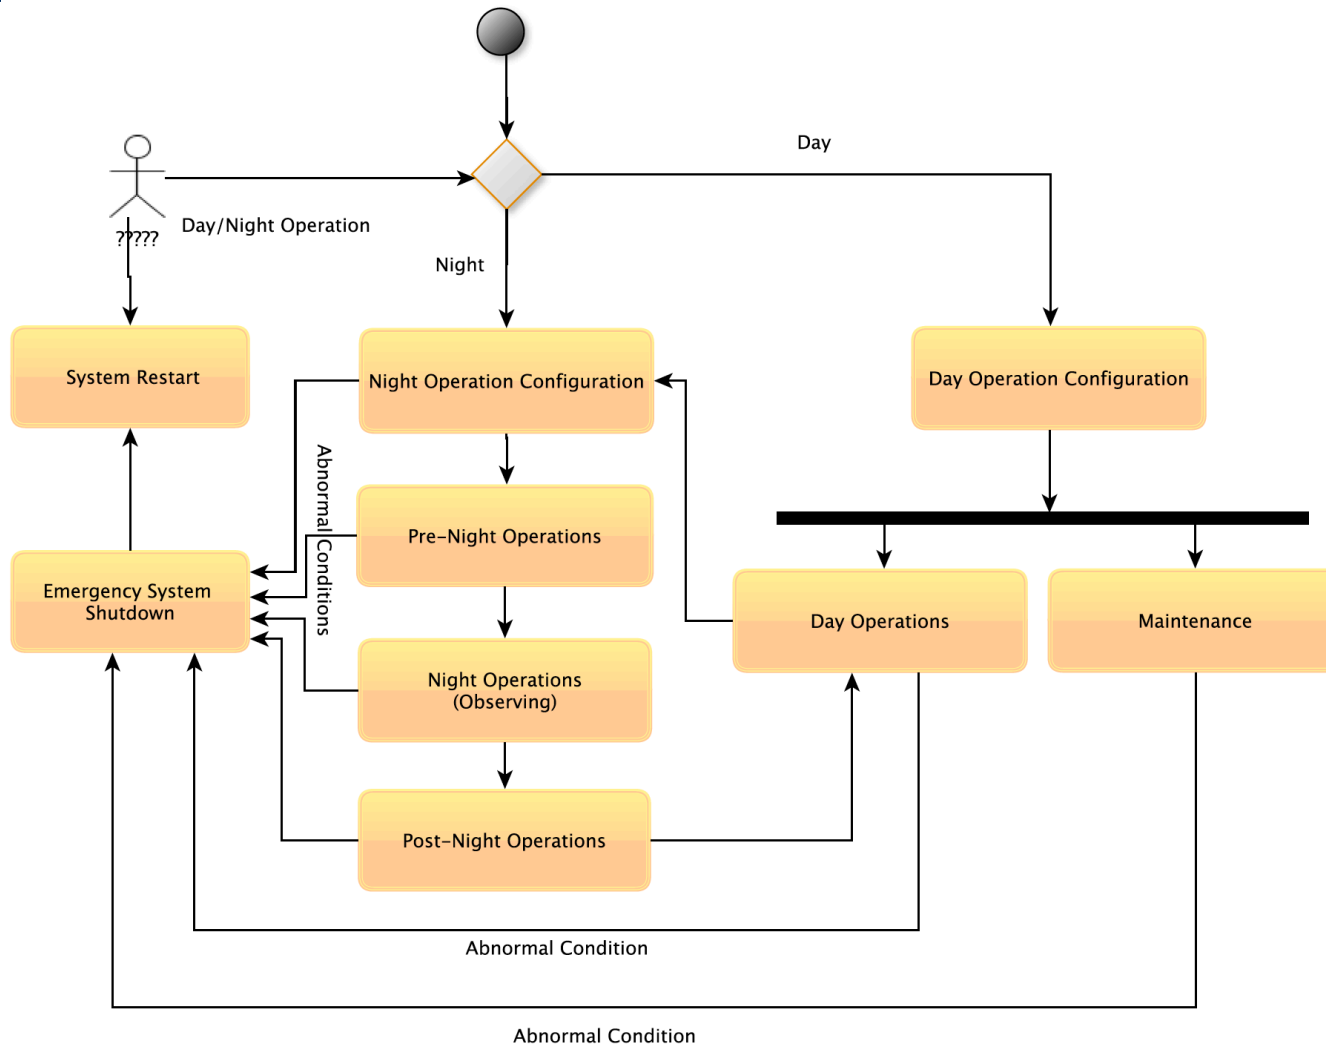 Day
?????
Day/Night Operation
Night
System Restart
Night Operation Configuration
Day Operation Configuration
Abnormal Conditions
Pre-Night Operations
Emergency System
Shutdown
Day Operations
Maintenance
Night Operations
(Observing)
Post-Night Operations
Abnormal Condition
Abnormal Condition